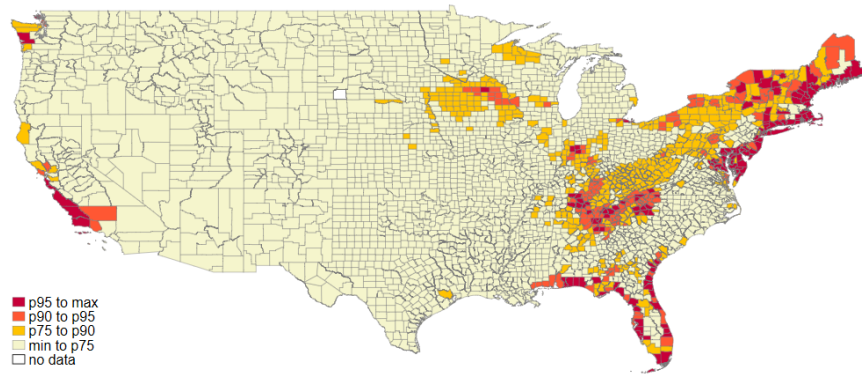 p95 to max
p90 to p95
p75 to p90
min to p75
no data